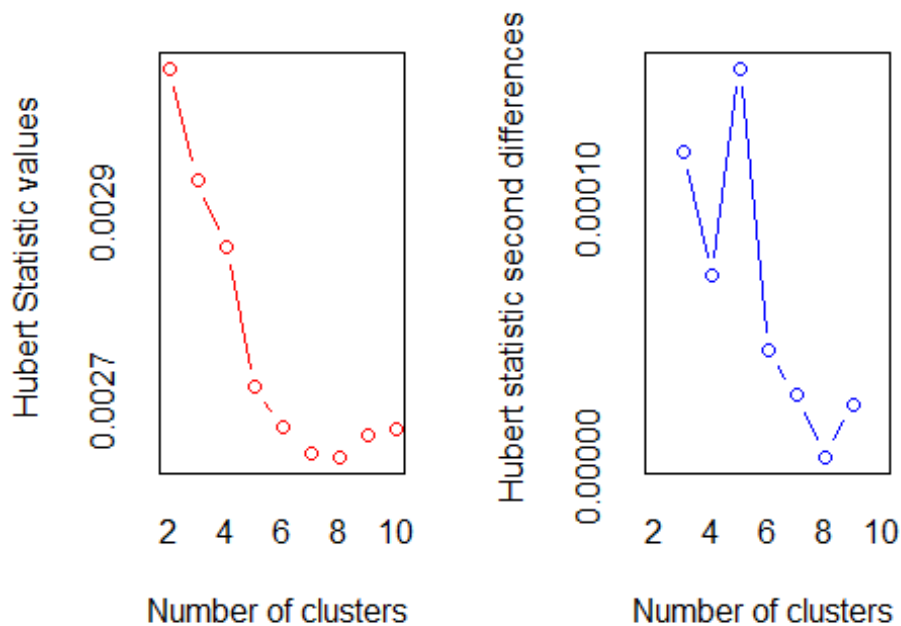 Hubert Statistic values
0.0029
0.0027
2 4 6 8 10
Number of clusters
Hubert statistic second differences
0.00010
0.00000
2 4 6 8 10
Number of clusters